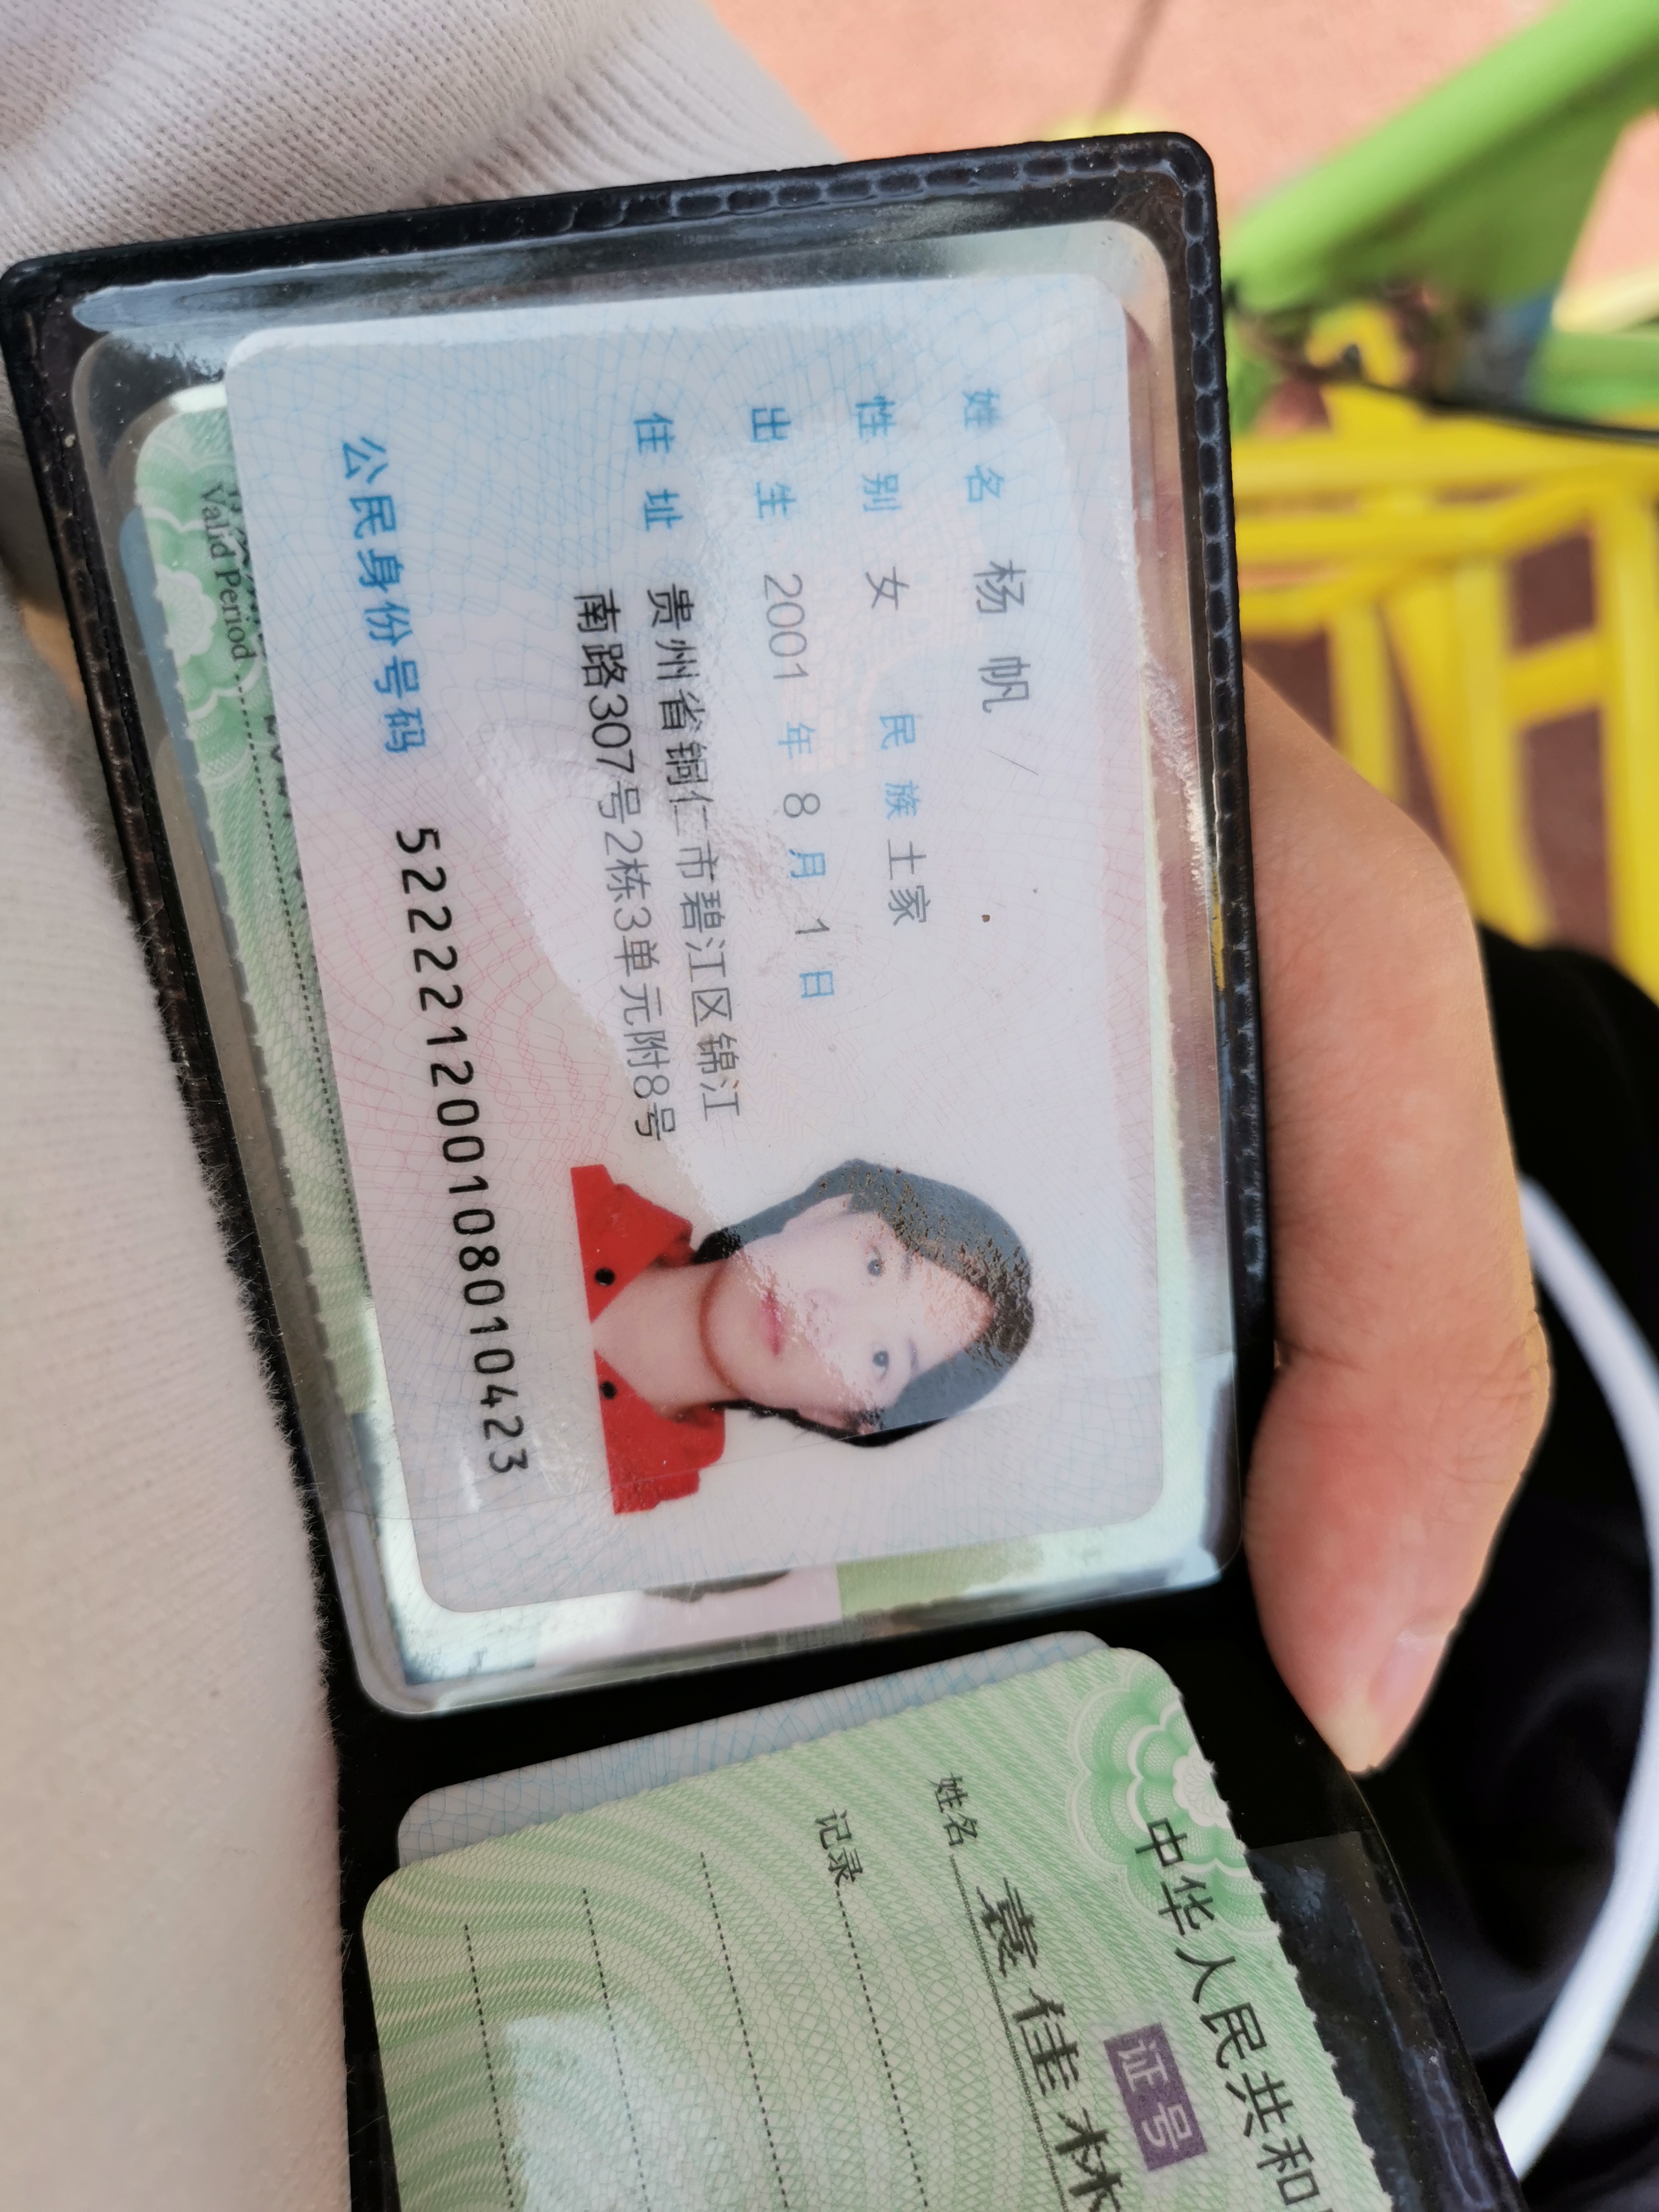 姓名 杨帆
性别 女 民族 土家
出生 2001 年 8 月 1 日
住址 贵州省铜仁市碧江区锦江
南路307号2栋3单元附8号
公民身份号码 522221200108010423
Valid Period
中华人民共和
证号
姓名 袁佳林
记录